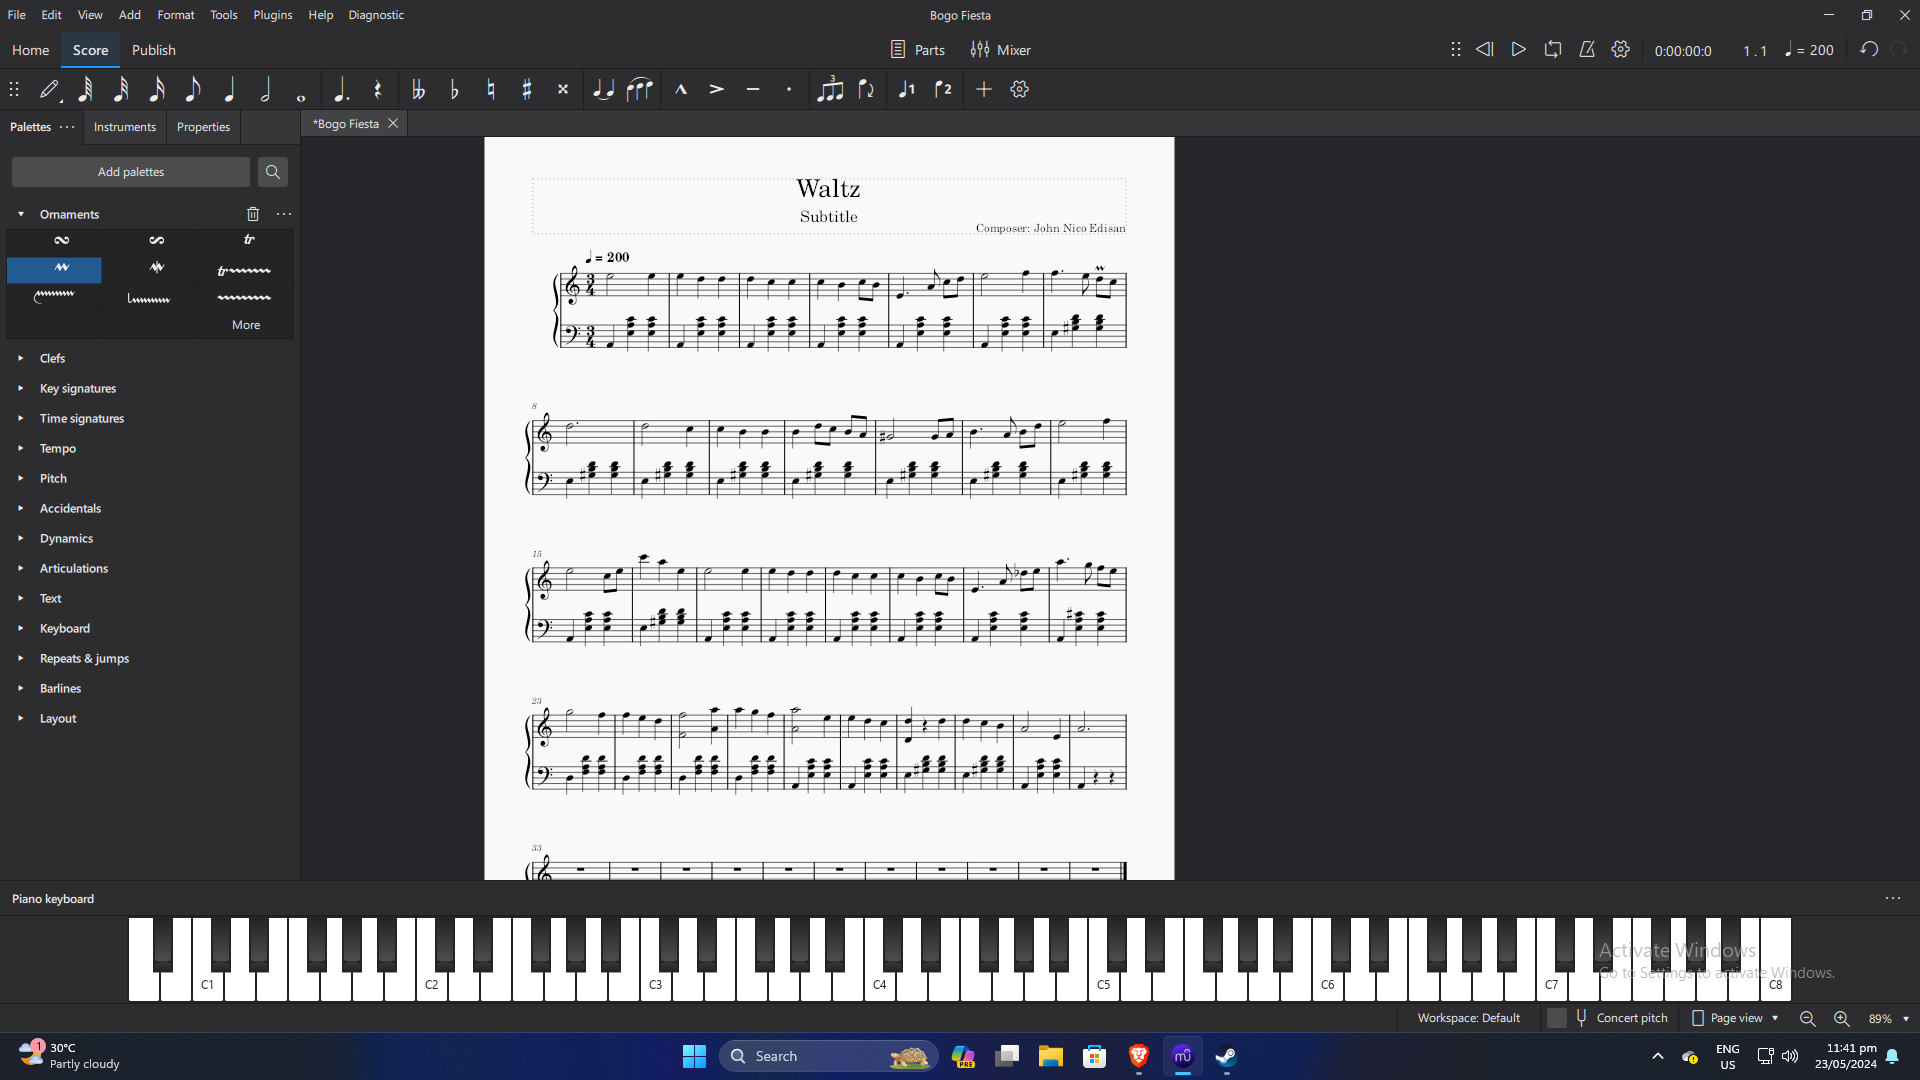 File Edit View Add Format Tools Plugins Help Diagnostic
Bogo Fiesta
Home Score Publish
Parts Mixer
0:00:00:0 1 . 1 = 200
3
1 2
Palettes ··· Instruments Properties
*Bogo Fiesta
Add palettes
Ornaments
tr
tr
More
Clefs
Key signatures
Time signatures
Tempo
Pitch
Accidentals
Dynamics
Articulations
Text
Keyboard
Repeats & jumps
Barlines
Layout
Waltz
Subtitle
Composer: John Nico Edisan
= 200
3
4
3
4
8
15
23
33
Piano keyboard
C1 C2 C3 C4 C5 C6 C7 C8
Activate Windows
Go to Settings to activate Windows.
Workspace: Default Concert pitch Page view 89%
1
30°C
Partly cloudy
Search
PRE
ENG
US
11:41 pm
23/05/2024